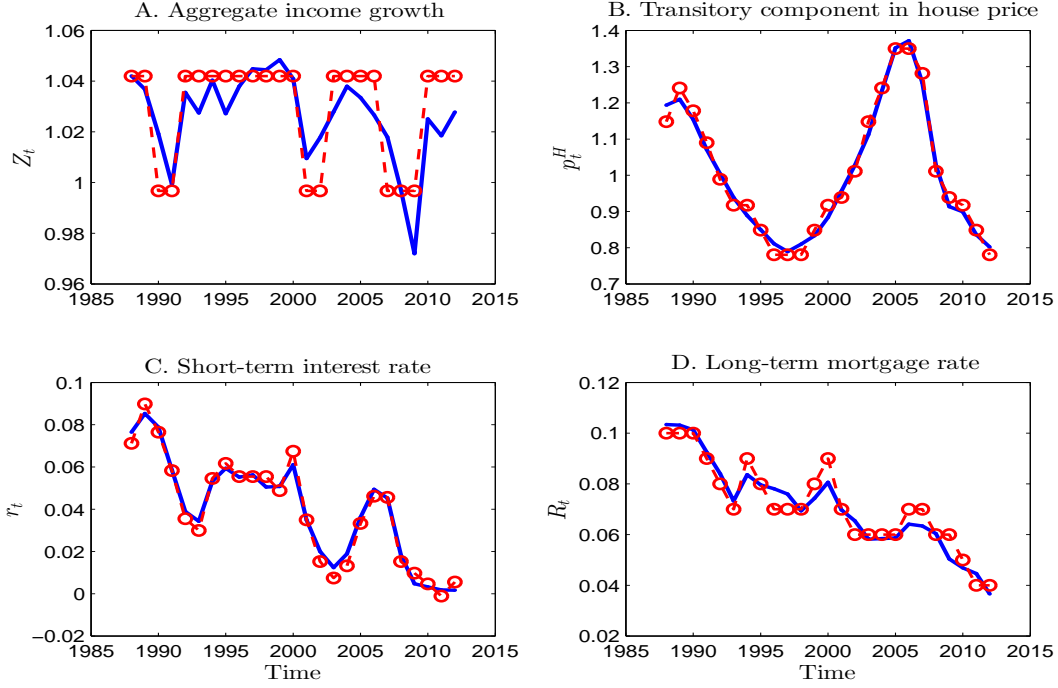 A. Aggregate income growth
1.06
1.04
1.02
1
0.98
0.96
Z_t
1985 1990 1995 2000 2005 2010 2015
B. Transitory component in house price
1.4
1.3
1.2
1.1
1
0.9
0.8
0.7
p_t^H
1985 1990 1995 2000 2005 2010 2015
C. Short-term interest rate
0.1
0.08
0.06
0.04
0.02
0
−0.02
r_t
1985 1990 1995 2000 2005 2010 2015
Time
D. Long-term mortgage rate
0.12
0.1
0.08
0.06
0.04
0.02
R_t
1985 1990 1995 2000 2005 2010 2015
Time